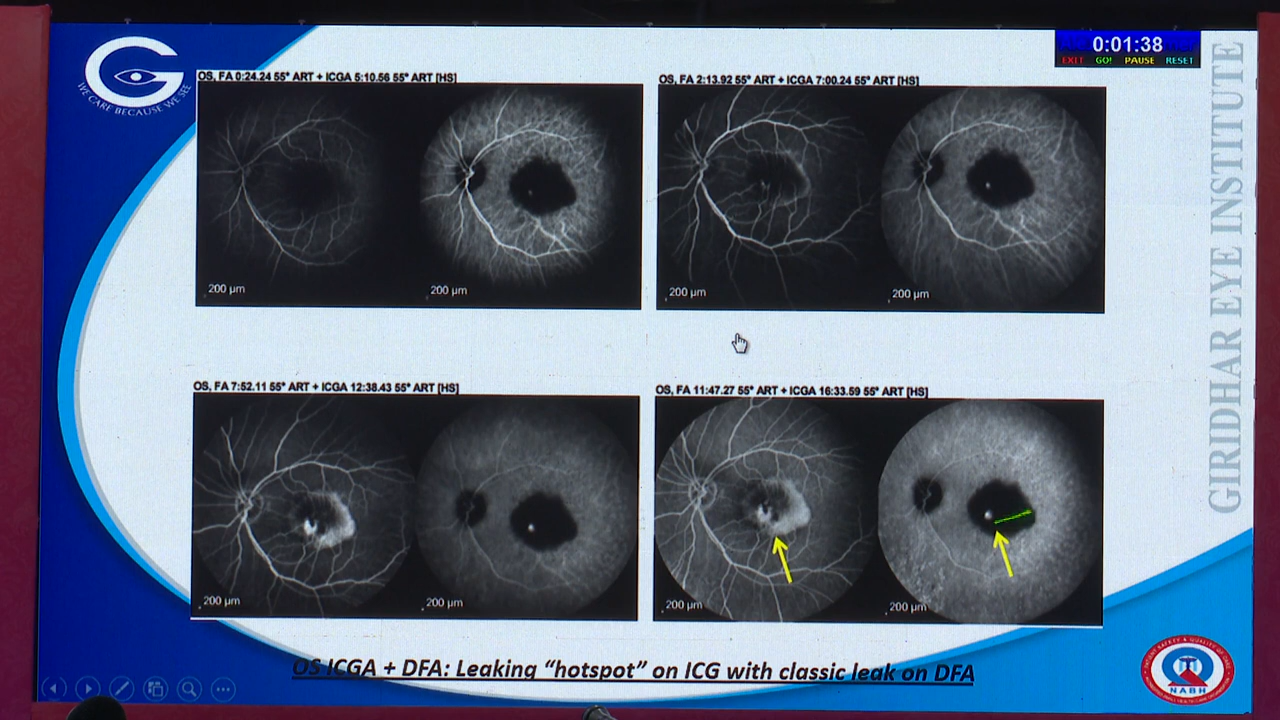 0:01:38
EXIT GO! PAUSE RESET
WE CARE BECAUSE WE SEE
GIRIDHAR EYE INSTITUTE
OS, FA 0:24.24 55° ART + ICGA 5:10.56 55° ART [HS]
200 µm
200 µm
OS, FA 2:13.92 55° ART + ICGA 7:00.24 55° ART [HS]
200 µm
200 µm
OS, FA 7:52.11 55° ART + ICGA 12:38.43 55° ART [HS]
200 µm
200 µm
OS, FA 11:47.27 55° ART + ICGA 16:33.59 55° ART [HS]
200 µm
200 µm
OS ICGA + DFA: Leaking “hotspot” on ICG with classic leak on DFA
NABH